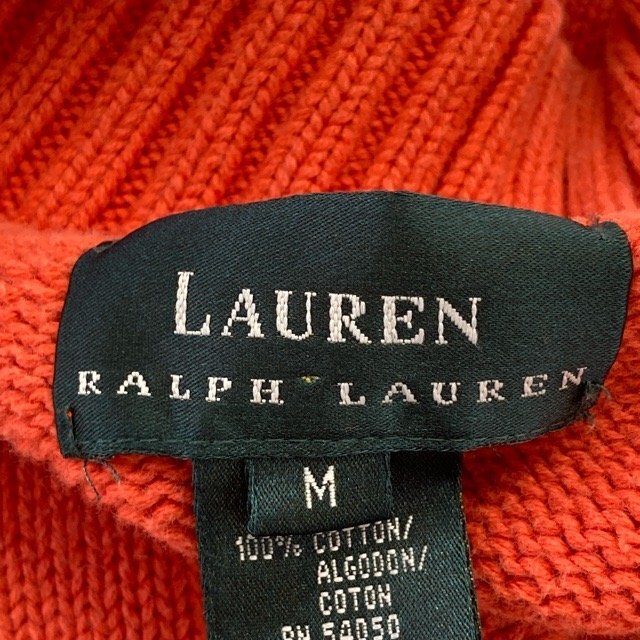 LAUREN
RALPH LAUREN
M
100% COTTON/
ALGODON/
COTON
RN 54050